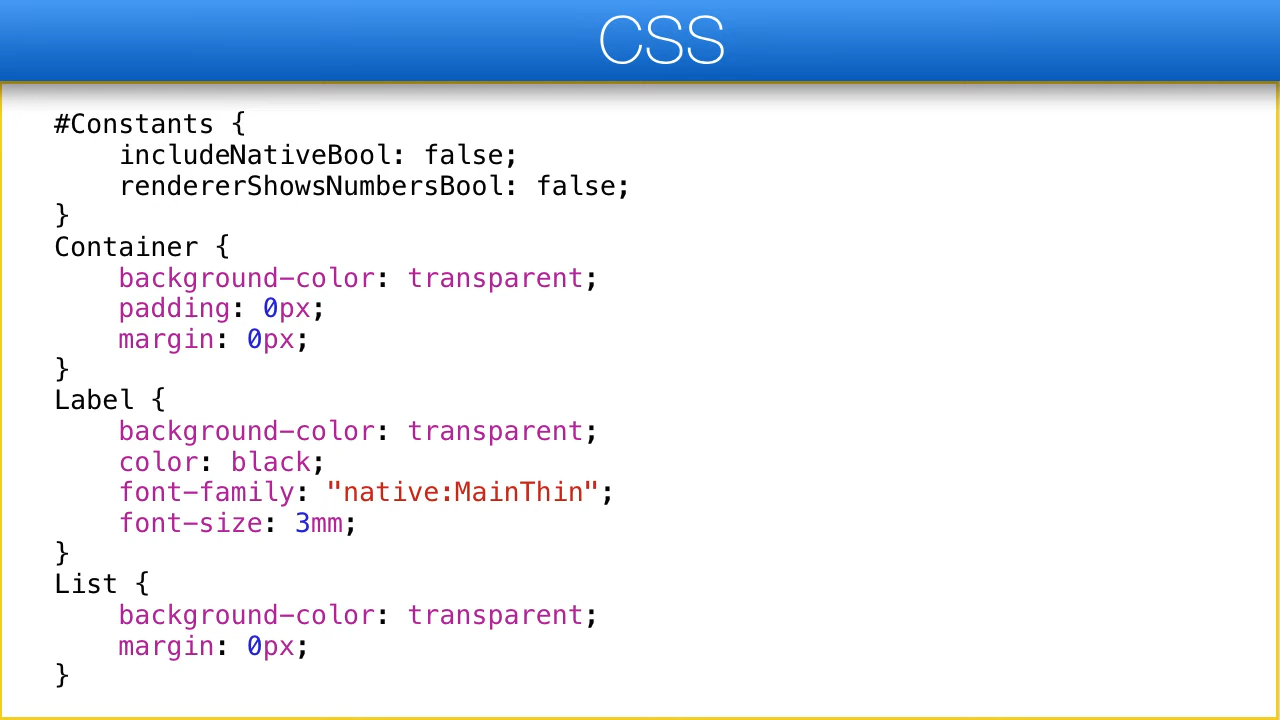 CSS
#Constants {
    includeNativeBool: false;
    rendererShowsNumbersBool: false;
}
Container {
    background-color: transparent;
    padding: 0px;
    margin: 0px;
}
Label {
    background-color: transparent;
    color: black;
    font-family: "native:MainThin";
    font-size: 3mm;
}
List {
    background-color: transparent;
    margin: 0px;
}